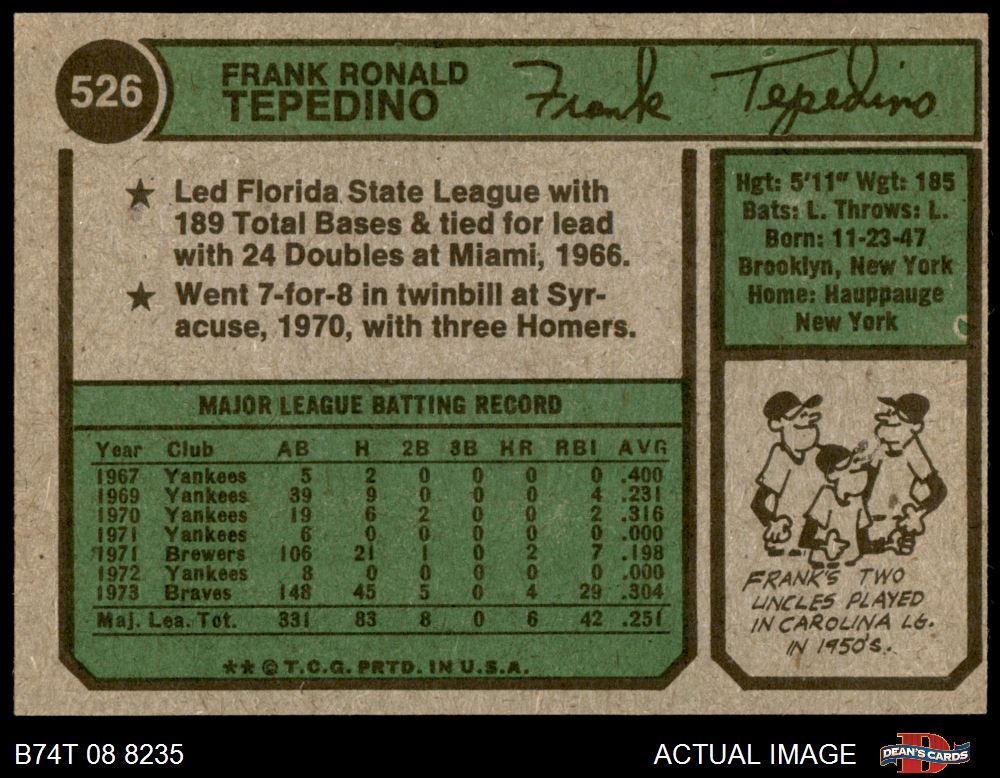 526
FRANK RONALD
TEPEDINO
Frank Tepedino
★ Led Florida State League with
189 Total Bases & tied for lead
with 24 Doubles at Miami, 1966.
★ Went 7-for-8 in twinbill at Syr-
acuse, 1970, with three Homers.
Hgt: 5'11" Wgt: 185
Bats: L. Throws: L.
Born: 11-23-47
Brooklyn, New York
Home: Hauppauge
New York
MAJOR LEAGUE BATTING RECORD
Year Club AB H 2B 3B HR RBI AVG
1967 Yankees 5 2 0 0 0 0 .400
1969 Yankees 39 9 0 0 0 4 .231
1970 Yankees 19 6 2 0 0 2 .316
1971 Yankees 6 0 0 0 0 0 .000
1971 Brewers 106 21 1 0 2 7 .198
1972 Yankees 8 0 0 0 0 0 .000
1973 Braves 148 45 5 0 4 29 .304
Maj. Lea. Tot. 331 83 8 0 6 42 .251
**© T.C.G. PRTD. IN U.S.A.
FRANK'S TWO
UNCLES PLAYED
IN CAROLINA LG.
IN 1950'S.
B74T 08 8235
ACTUAL IMAGE
DEAN'S CARDS